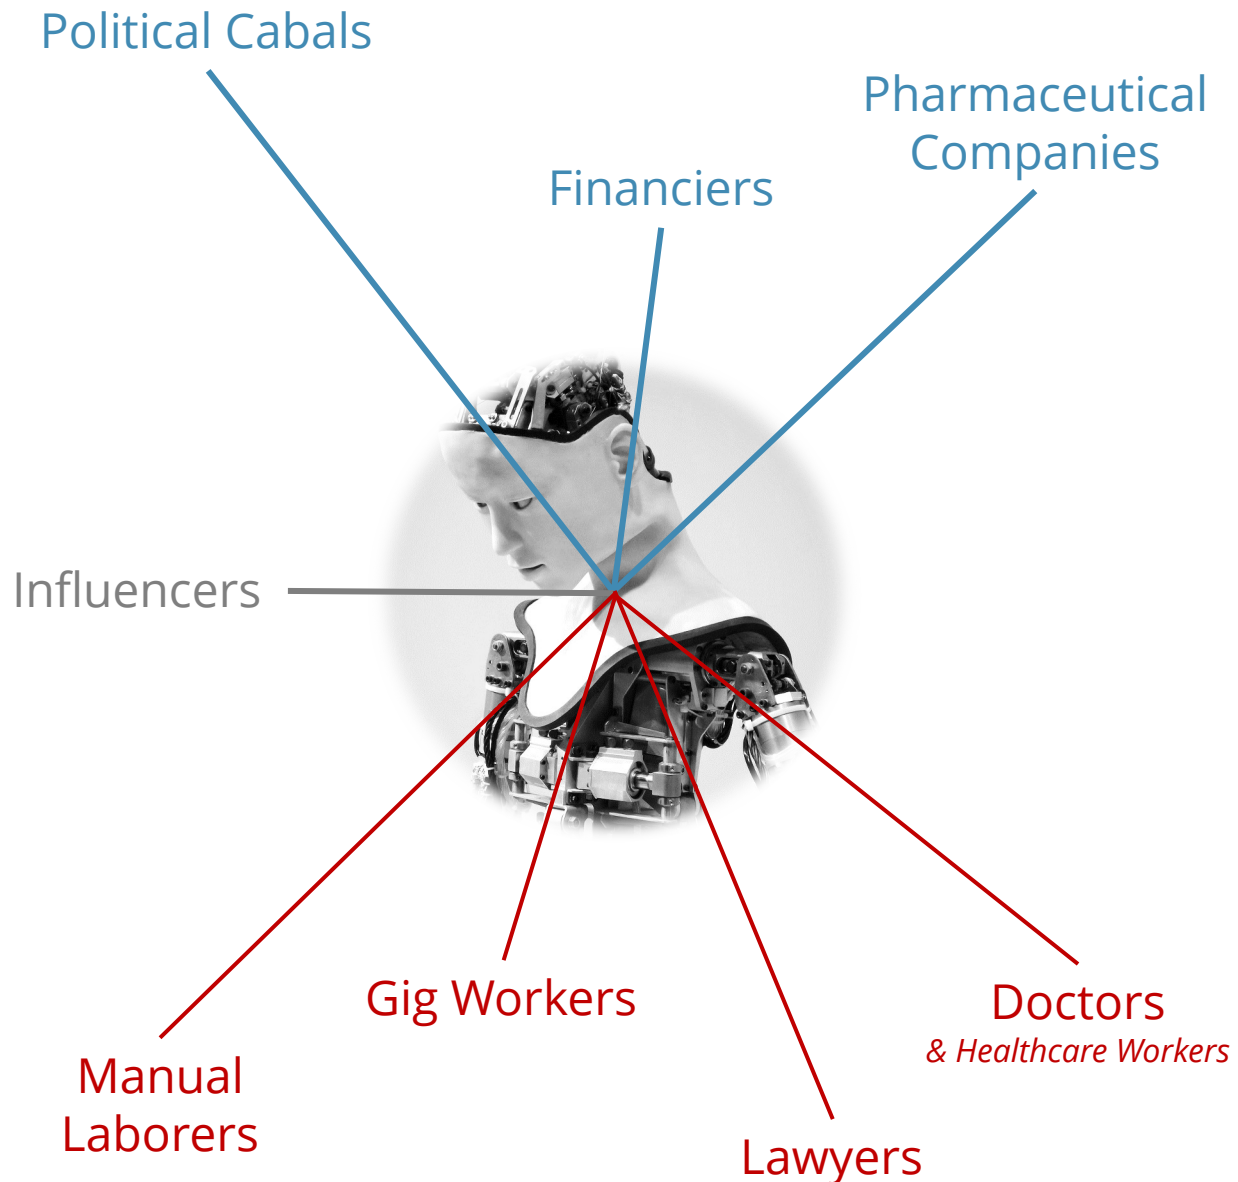 Political Cabals
Pharmaceutical
Companies
Financiers
Influencers
Gig Workers
Doctors
& Healthcare Workers
Manual
Laborers
Lawyers